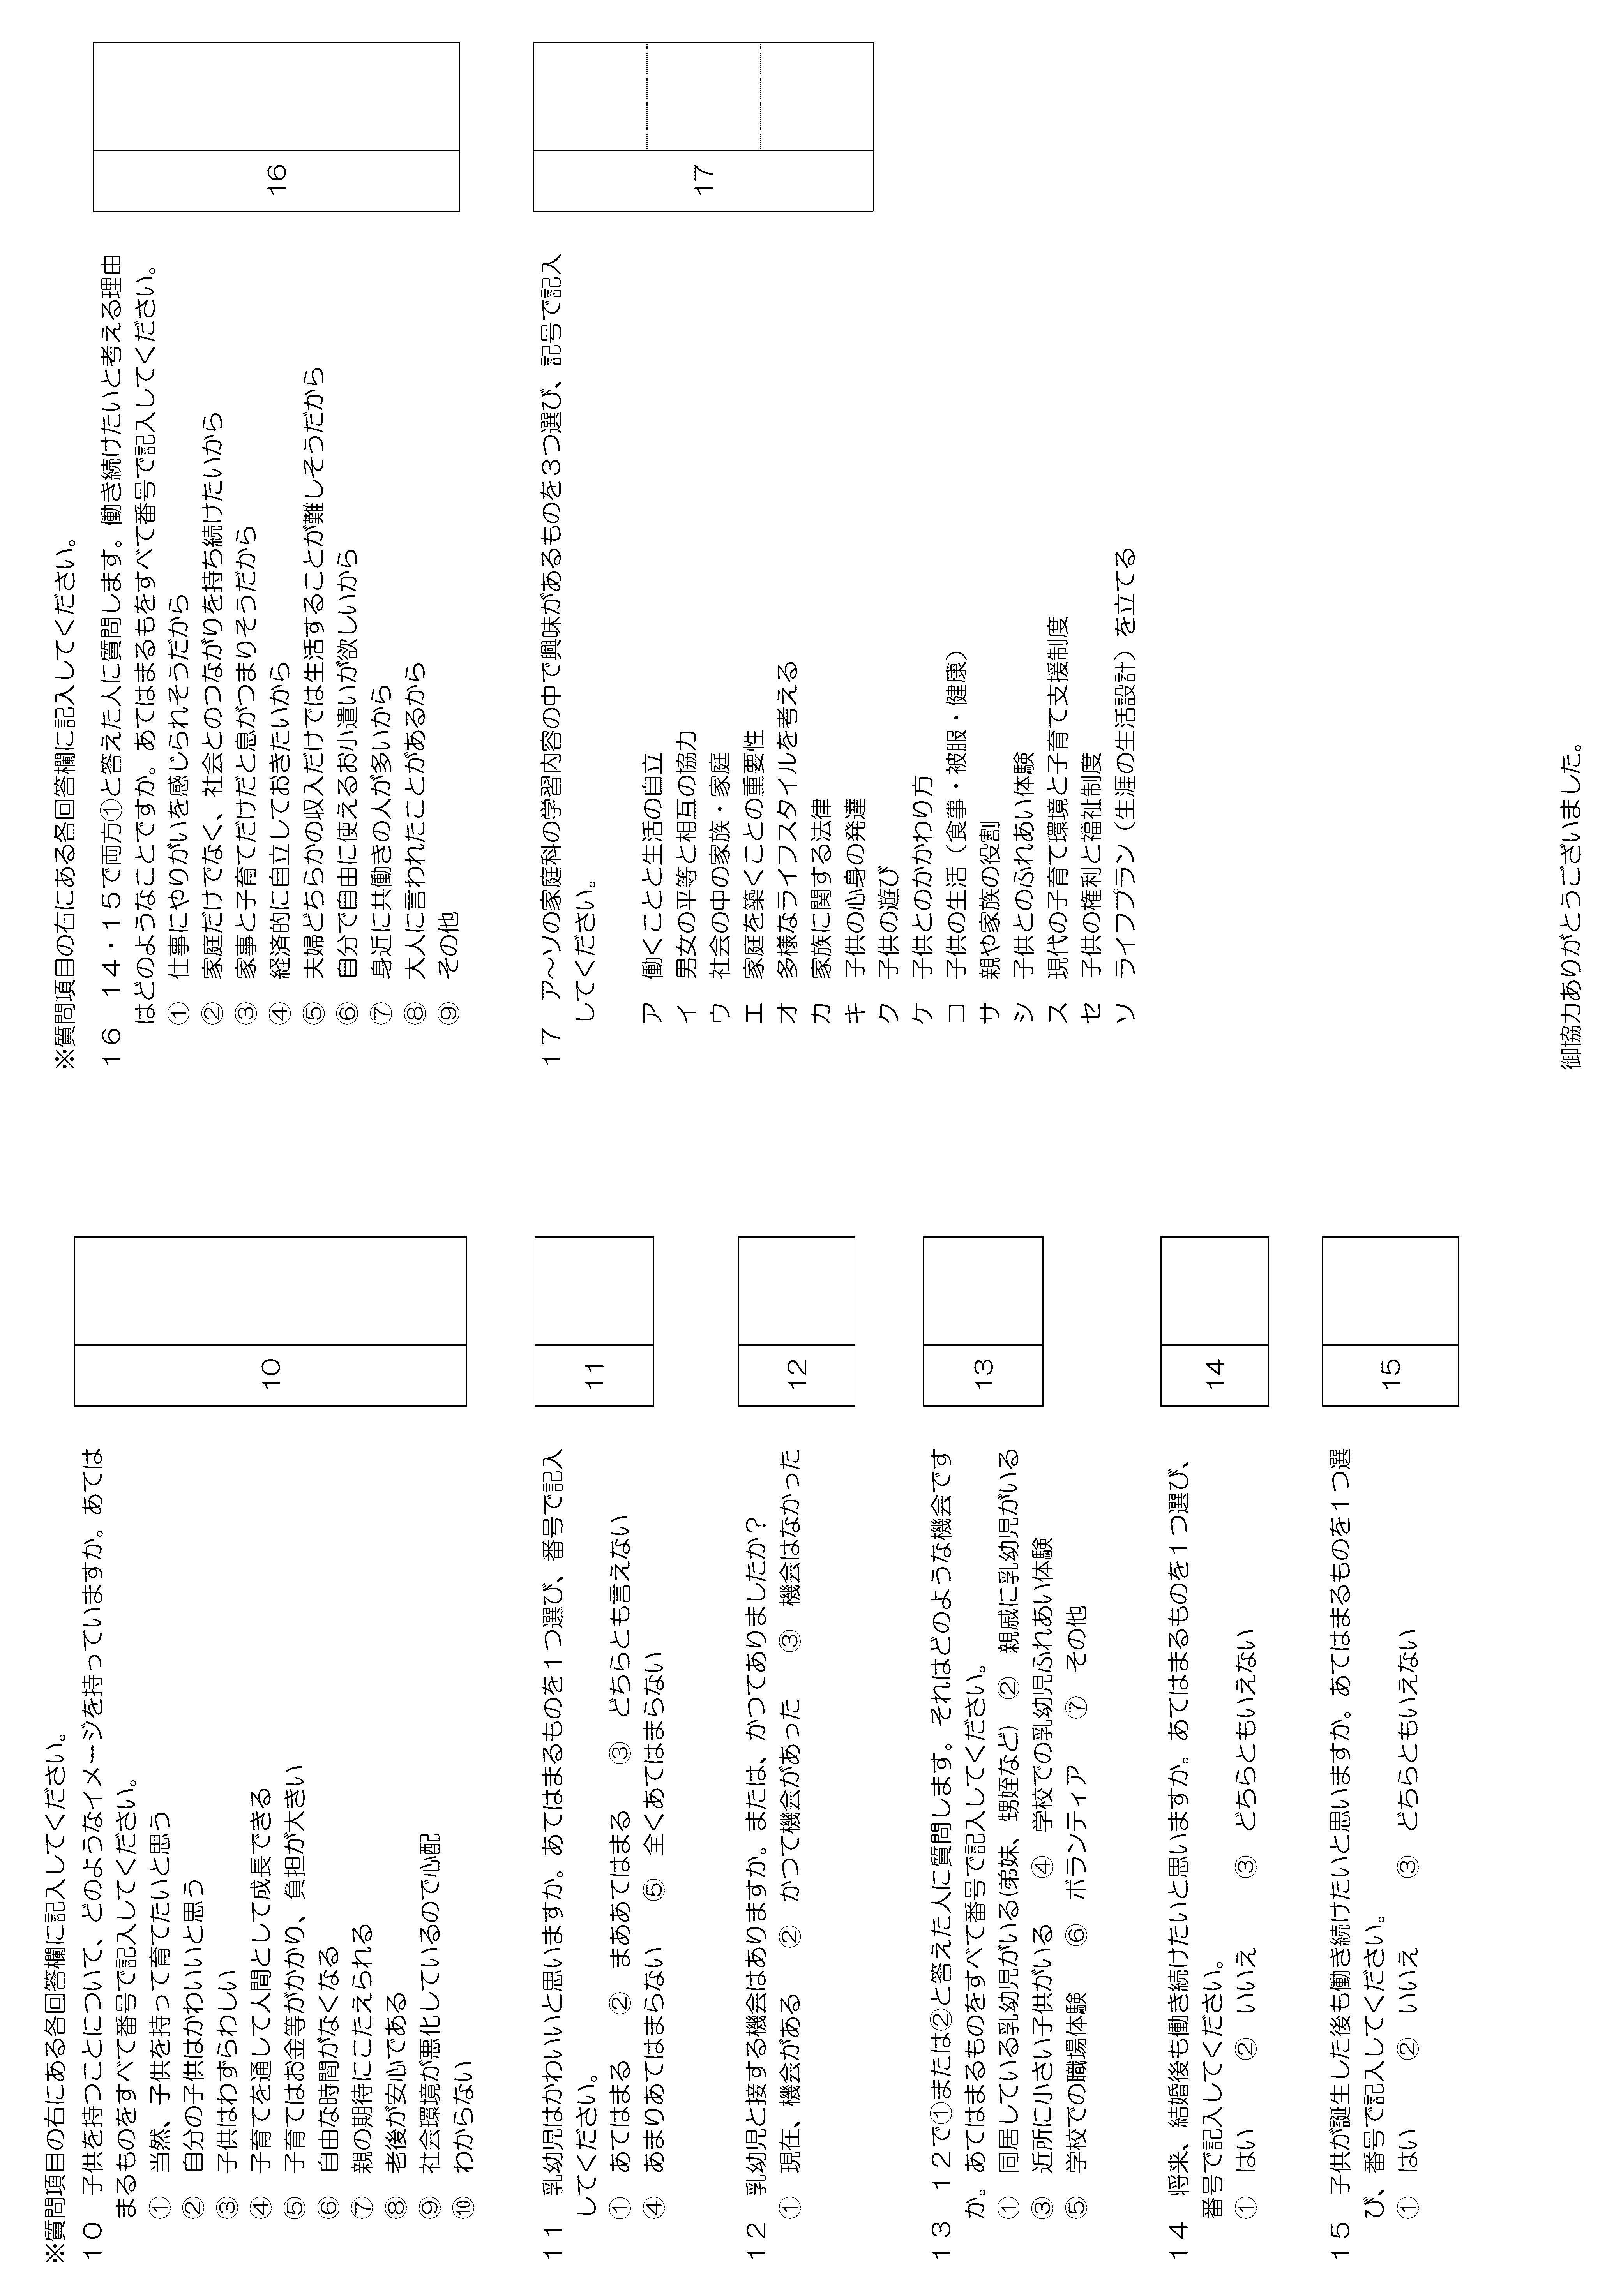 ※質問項目の右にある各回答欄に記入してください。
１０　子供を持つことについて、どのようなイメージを持っていますか。あては
まるものをすべて番号で記入してください。
①　当然、子供を持って育てたいと思う
②　自分の子供はかわいいと思う
③　子供はわずらわしい
④　子育てを通して人間として成長できる
⑤　子育てはお金等がかかり、負担が大きい
⑥　自由な時間がなくなる
⑦　親の期待にこたえられる
⑧　老後が安心である
⑨　社会環境が悪化しているので心配
⑩　わからない
10
１１　乳幼児はかわいいと思いますか。あてはまるものを１つ選び、番号で記入
してください。
①　あてはまる　　②　まああてはまる　　③　どちらとも言えない
④　あまりあてはまらない　　⑤　全くあてはまらない
11
１２　乳幼児と接する機会はありますか。または、かつてありましたか？
①　現在、機会がある　　②　かつて機会があった　　③　機会はなかった
12
１３　１２で①または②と答えた人に質問します。それはどのような機会です
か。あてはまるものをすべて番号で記入してください。
①　同居している乳幼児がいる(弟妹、甥姪など)　②　親戚に乳幼児がいる
③　近所に小さい子供がいる　　④　学校での乳幼児ふれあい体験
⑤　学校での職場体験　　⑥　ボランティア　　⑦　その他
13
１４　将来、結婚後も働き続けたいと思いますか。あてはまるものを１つ選び、
番号で記入してください。
①　はい　　　②　いいえ　　　③　どちらともいえない
14
１５　子供が誕生した後も働き続けたいと思いますか。あてはまるものを１つ選
び、番号で記入してください。
①　はい　　　②　いいえ　　　③　どちらともいえない
15
※質問項目の右にある各回答欄に記入してください。
１６　１４・１５で両方①と答えた人に質問します。働き続けたいと考える理由
はどのようなことですか。あてはまるもをすべて番号で記入してください。
①　仕事にやりがいを感じられそうだから
②　家庭だけでなく、社会とのつながりを持ち続けたいから
③　家事と子育てだけだと息がつまりそうだから
④　経済的に自立しておきたいから
⑤　夫婦どちらかの収入だけでは生活することが難しそうだから
⑥　自分で自由に使えるお小遣いが欲しいから
⑦　身近に共働きの人が多いから
⑧　大人に言われたことがあるから
⑨　その他
16
１７　ア～ソの家庭科の学習内容の中で興味があるものを３つ選び、記号で記入
してください。
ア　働くことと生活の自立
イ　男女の平等と相互の協力
ウ　社会の中の家族・家庭
エ　家庭を築くことの重要性
オ　多様なライフスタイルを考える
カ　家族に関する法律
キ　子供の心身の発達
ク　子供の遊び
ケ　子供とのかかわり方
コ　子供の生活（食事・被服・健康）
サ　親や家族の役割
シ　子供とのふれあい体験
ス　現代の子育て環境と子育て支援制度
セ　子供の権利と福祉制度
ソ　ライフプラン（生涯の生活設計）を立てる
17
御協力ありがとうございました。